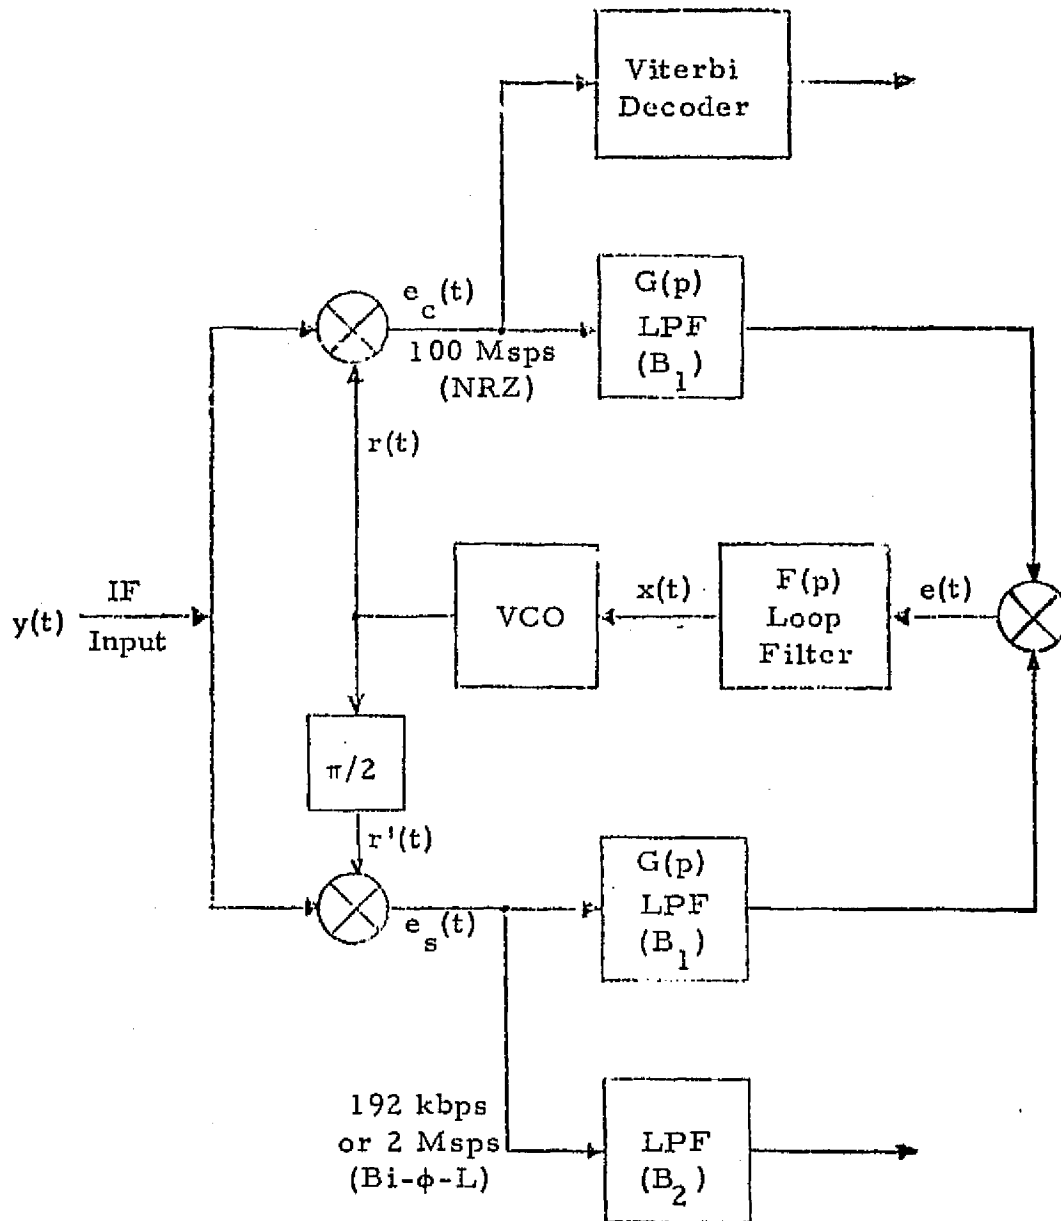 Viterbi
Decoder
e_c(t)
100 Msps
(NRZ)
G(p)
LPF
(B_1)
r(t)
y(t)
IF
Input
VCO
x(t)
F(p)
Loop
Filter
e(t)
π/2
r'(t)
e_s(t)
G(p)
LPF
(B_1)
192 kbps
or 2 Msps
(Bi-ϕ-L)
LPF
(B_2)